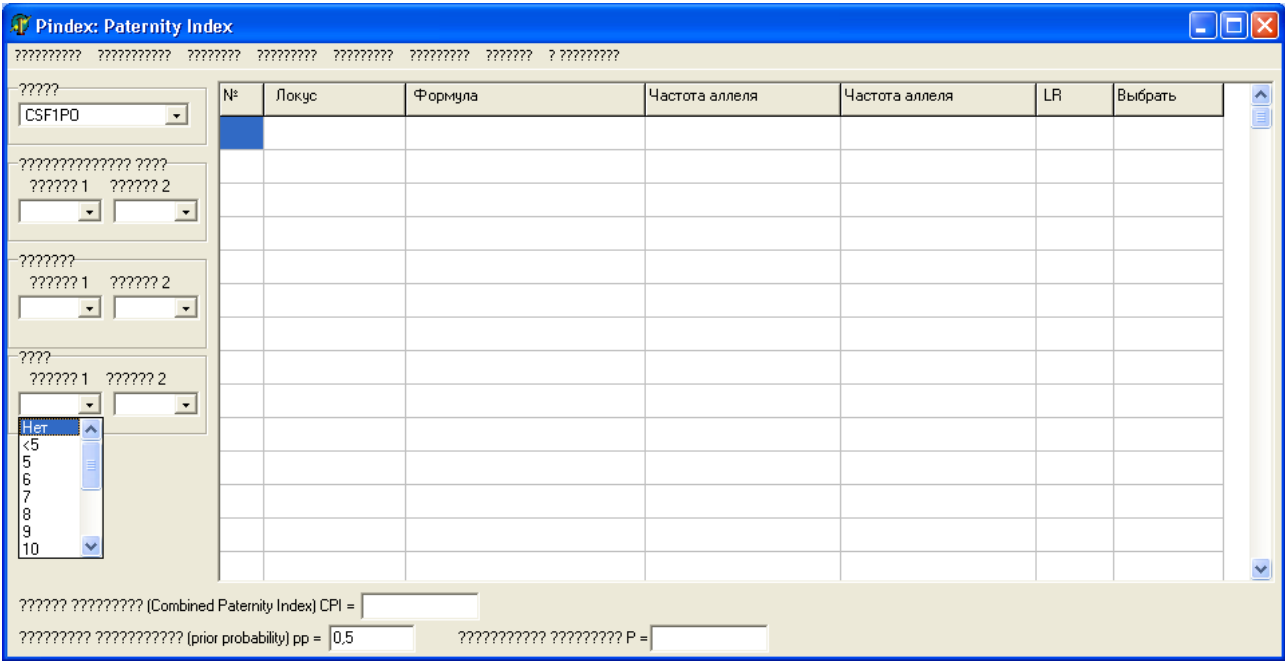 Pindex: Paternity Index
?????????? ??????????? ???????? ????????? ????????? ????????? ??????? ? ?????????
?????
CSF1PO
№ Локус Формула Частота аллеля Частота аллеля LR Выбрать
?????????????? ????
?????? 1 ?????? 2
???????
?????? 1 ?????? 2
????
?????? 1 ?????? 2
Нет
<5
5
6
7
8
9
10
?????? ????????? (Combined Paternity Index) CPI =
????????? ??????????? (prior probability) pp = 0,5 ??????????? ????????? P =